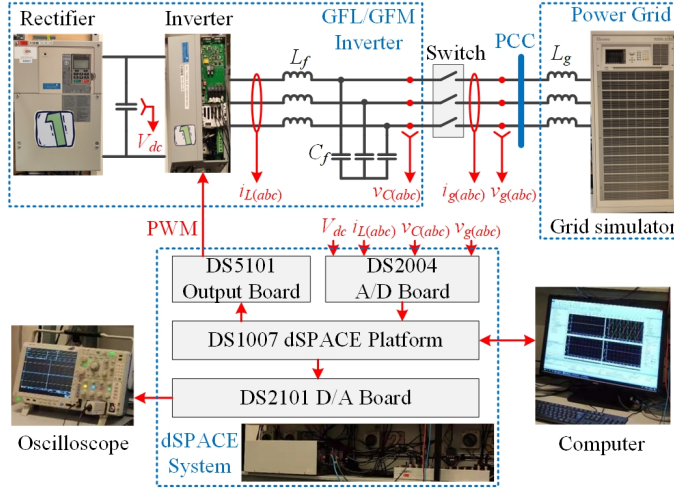 Rectifier
Inverter
GFL/GFM
Inverter
Switch
PCC
Power Grid
L_f
L_g
V_dc
C_f
i_L(abc)
v_C(abc)
i_g(abc)
v_g(abc)
Grid simulator
PWM
V_dc i_L(abc) v_C(abc) v_g(abc)
DS5101
Output Board
DS2004
A/D Board
DS1007 dSPACE Platform
DS2101 D/A Board
Oscilloscope
dSPACE
System
Computer